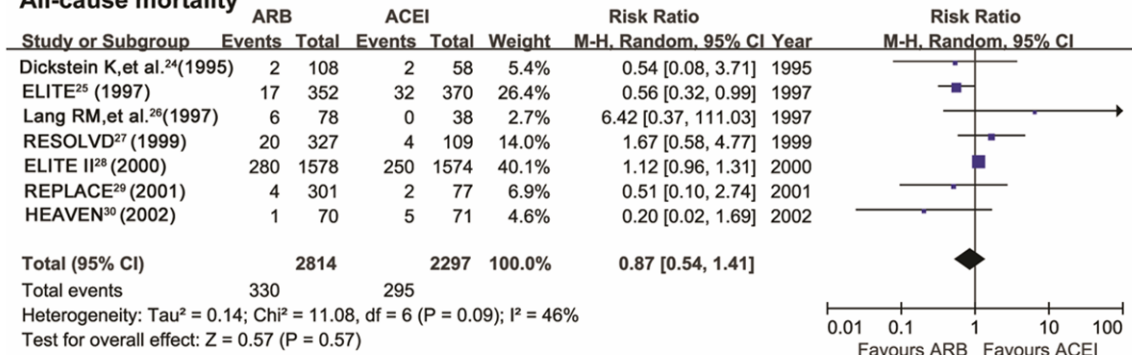 All-cause mortality
ARB ACEI Risk Ratio Risk Ratio
Study or Subgroup Events Total Events Total Weight M-H, Random, 95% CI Year M-H, Random, 95% CI
Dickstein K,et al.²⁴(1995) 2 108 2 58 5.4% 0.54 [0.08, 3.71] 1995
ELITE²⁵ (1997) 17 352 32 370 26.4% 0.56 [0.32, 0.99] 1997
Lang RM,et al.²⁶(1997) 6 78 0 38 2.7% 6.42 [0.37, 111.03] 1997
RESOLVD²⁷ (1999) 20 327 4 109 14.0% 1.67 [0.58, 4.77] 1999
ELITE II²⁸ (2000) 280 1578 250 1574 40.1% 1.12 [0.96, 1.31] 2000
REPLACE²⁹ (2001) 4 301 2 77 6.9% 0.51 [0.10, 2.74] 2001
HEAVEN³⁰ (2002) 1 70 5 71 4.6% 0.20 [0.02, 1.69] 2002
Total (95% CI) 2814 2297 100.0% 0.87 [0.54, 1.41]
Total events 330 295
Heterogeneity: Tau² = 0.14; Chi² = 11.08, df = 6 (P = 0.09); I² = 46%
Test for overall effect: Z = 0.57 (P = 0.57)
0.01 0.1 1 10 100
Favours ARB Favours ACEI